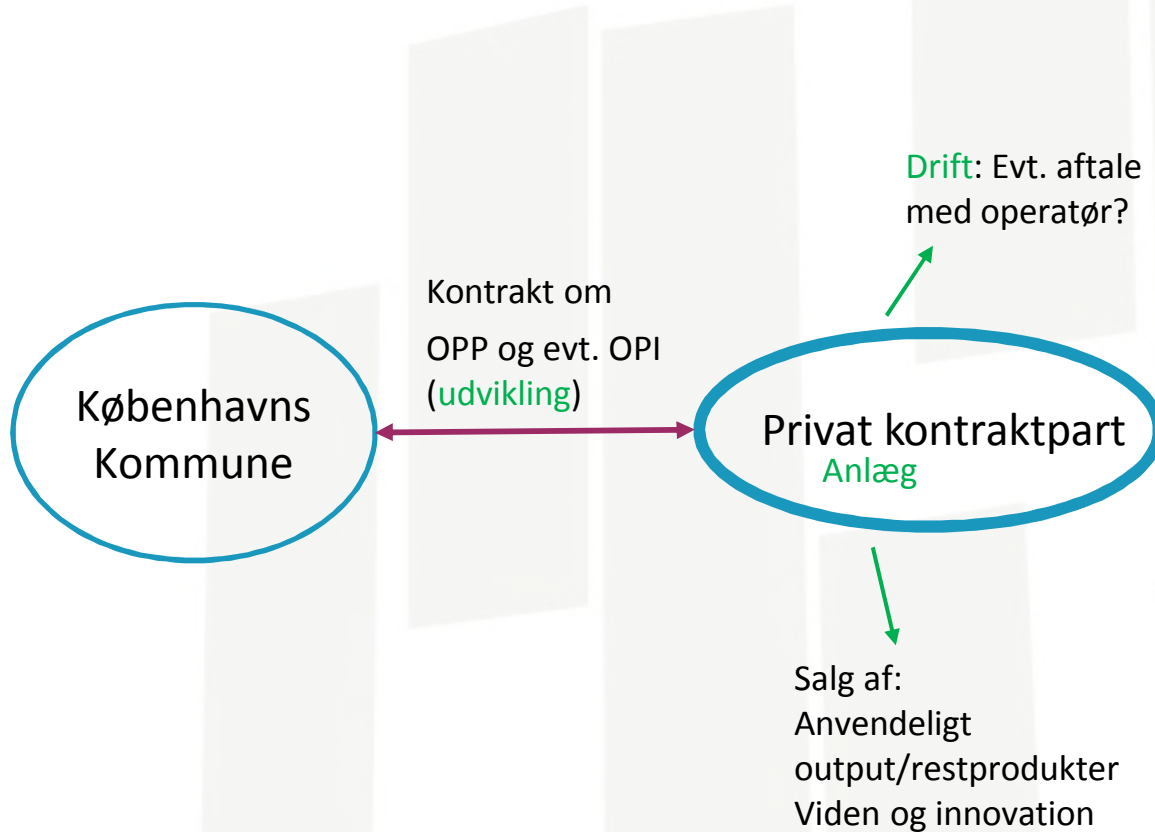 Drift: Evt. aftale
med operatør?
Kontrakt om
OPP og evt. OPI
(udvikling)
Københavns
Kommune
Privat kontraktpart
Anlæg
Salg af:
Anvendeligt
output/restprodukter
Viden og innovation